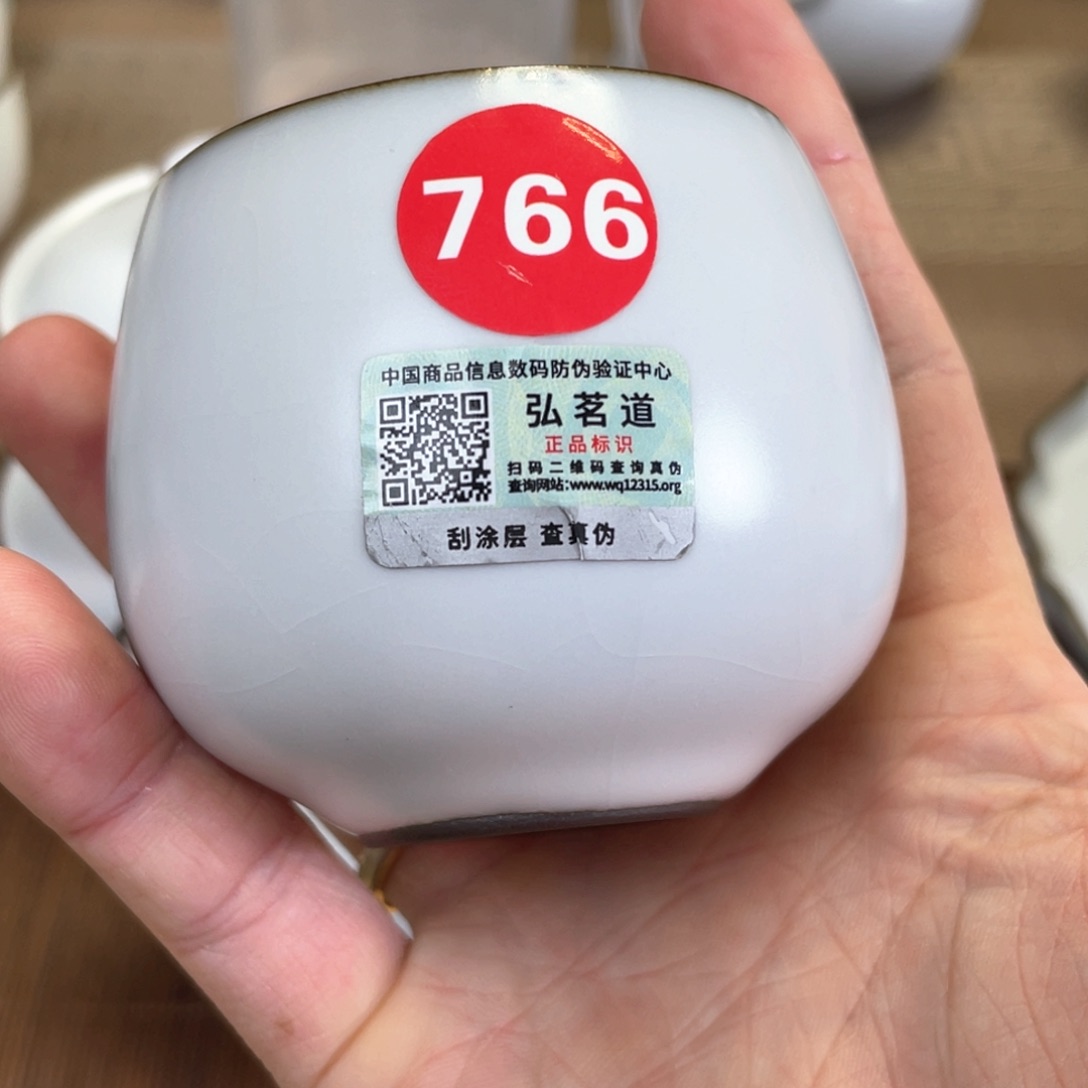 766
中国商品信息数码防伪验证中心
弘茗道
正品标识
扫码二维码查询真伪
查询网站:www.wq12315.org
刮涂层 查真伪